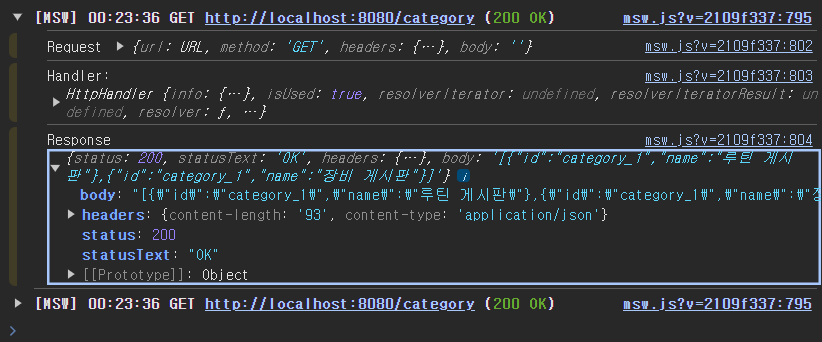 [MSW] 00:23:36 GET http://localhost:8080/category (200 OK) msw.js?v=2109f337:795
Request {url: URL, method: 'GET', headers: {…}, body: ''} msw.js?v=2109f337:802
Handler: msw.js?v=2109f337:803
HttpHandler {info: {…}, isUsed: true, resolverIterator: undefined, resolverIteratorResult: un
defined, resolver: ƒ, …}
Response msw.js?v=2109f337:804
{status: 200, statusText: 'OK', headers: {…}, body: '[{"id":"category_1","name":"루틴 게시
판"},{"id":"category_1","name":"장비 게시판"}]'} i
body: "[{₩"id₩":₩"category_1₩",₩"name₩":₩"루틴 게시판₩"},{₩"id₩":₩"category_1₩",₩"name₩":₩"장
headers: {content-length: '93', content-type: 'application/json'}
status: 200
statusText: "OK"
[[Prototype]]: Object
[MSW] 00:23:36 GET http://localhost:8080/category (200 OK) msw.js?v=2109f337:795